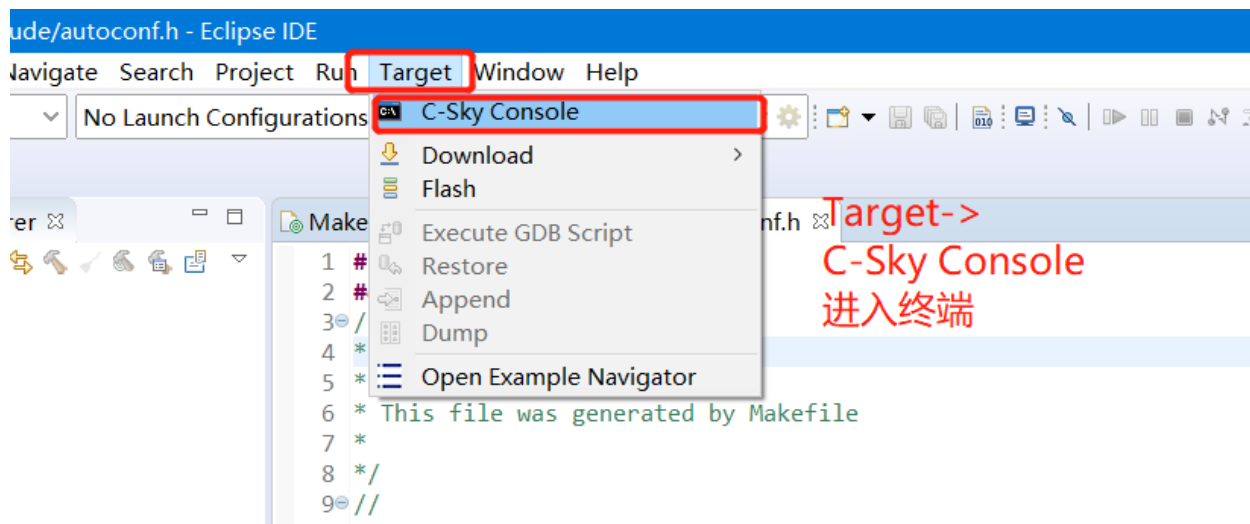 ude/autoconf.h - Eclipse IDE
Navigate Search Project Run Target Window Help
No Launch Configurations
C-Sky Console
Download
Flash
Execute GDB Script
Restore
Append
Dump
Open Example Navigator
er
Make
nf.h
Target->
C-Sky Console
进入终端
1 #
2 #
3 /
4 *
5 *
6 * This file was generated by Makefile
7 *
8 */
9 //